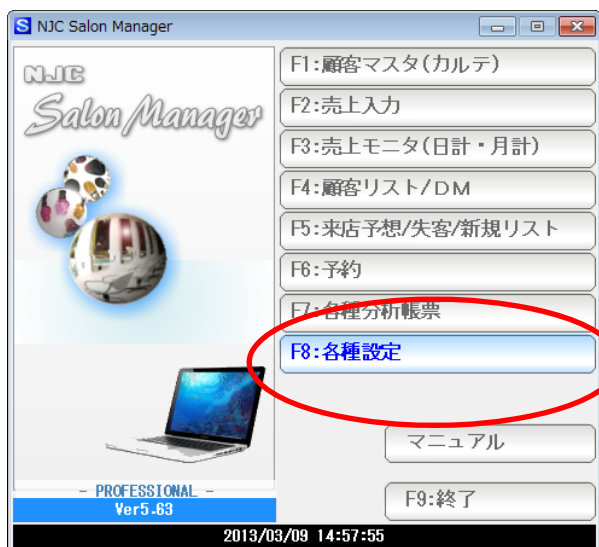 NJC Salon Manager
NJC
Salon Manager
F1:顧客マスタ(カルテ)
F2:売上入力
F3:売上モニタ(日計・月計)
F4:顧客リスト/DM
F5:来店予想/失客/新規リスト
F6:予約
F7:各種分析帳票
F8:各種設定
マニュアル
F9:終了
- PROFESSIONAL -
Ver5.63
2013/03/09 14:57:55